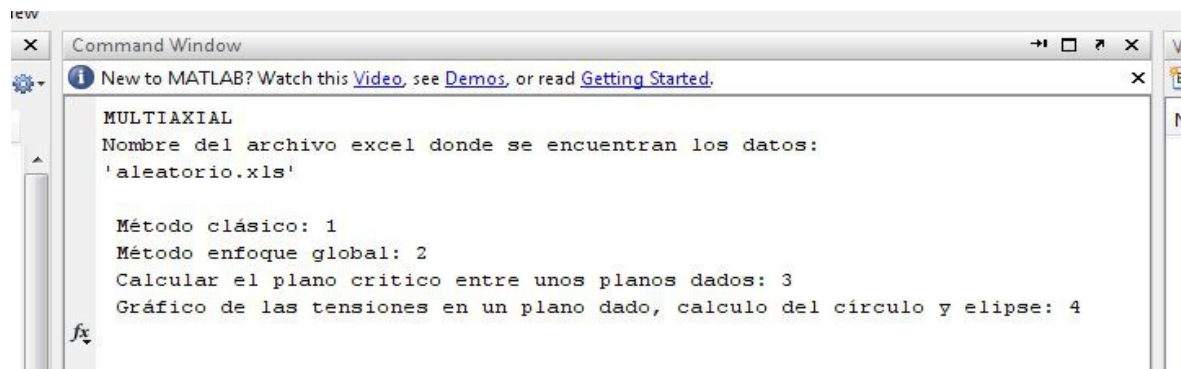 Command Window
New to MATLAB? Watch this Video, see Demos, or read Getting Started.
MULTIAXIAL
Nombre del archivo excel donde se encuentran los datos:
'aleatorio.xls'
Método clásico: 1
Método enfoque global: 2
Calcular el plano critico entre unos planos dados: 3
Gráfico de las tensiones en un plano dado, calculo del círculo y elipse: 4
fx